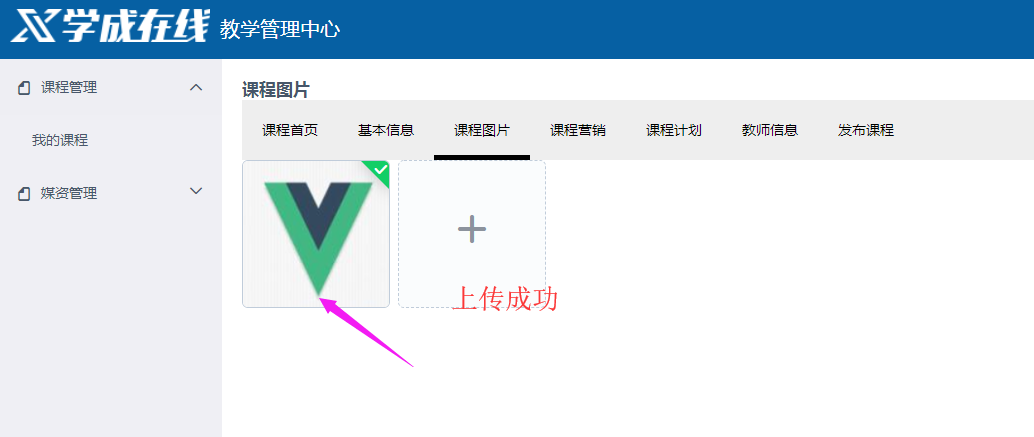 学成在线 教学管理中心
课程管理
我的课程
媒资管理
课程图片
课程首页 基本信息 课程图片 课程营销 课程计划 教师信息 发布课程
上传成功